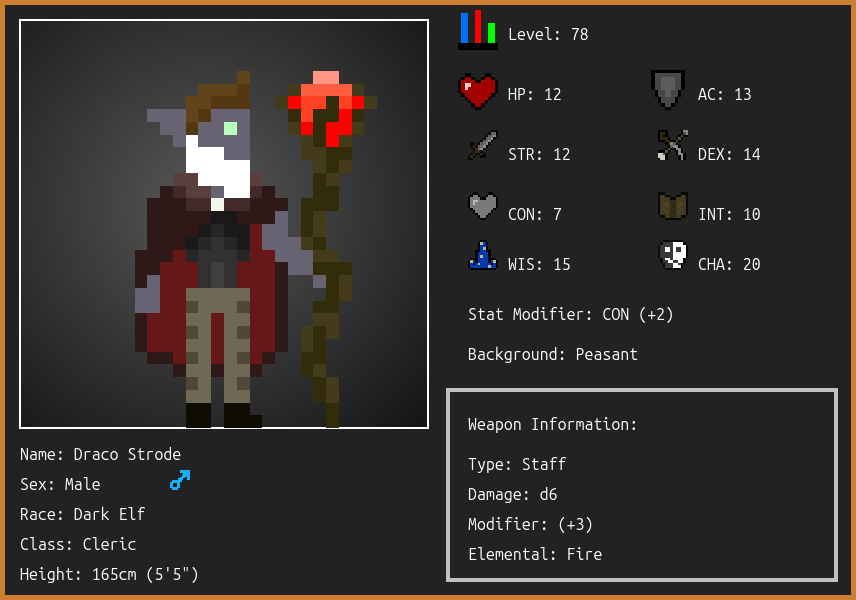 Level: 78
HP: 12
AC: 13
STR: 12
DEX: 14
CON: 7
INT: 10
WIS: 15
CHA: 20
Stat Modifier: CON (+2)
Background: Peasant
Weapon Information:
Type: Staff
Damage: d6
Modifier: (+3)
Elemental: Fire
Name: Draco Strode
Sex: Male
Race: Dark Elf
Class: Cleric
Height: 165cm (5'5")